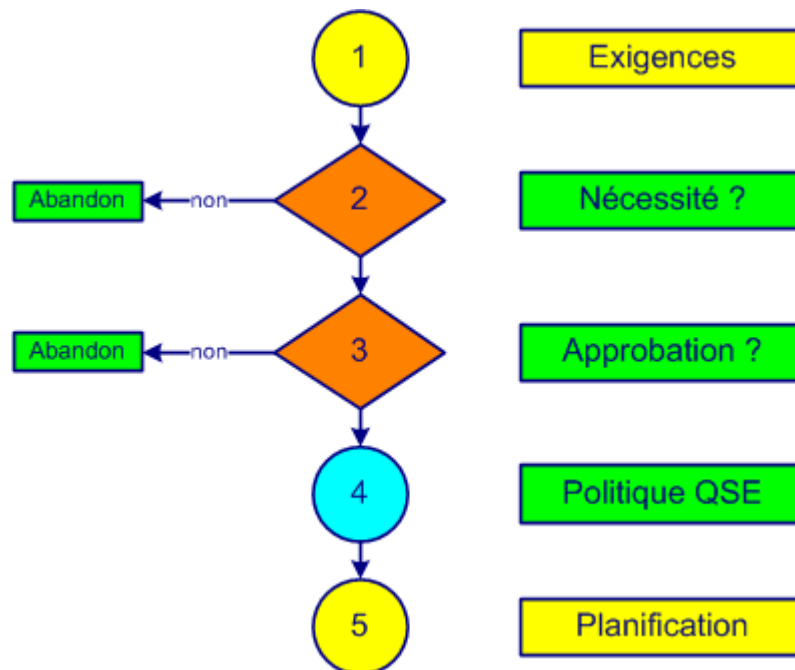 1
Exigences
Abandon
non
2
Nécessité ?
Abandon
non
3
Approbation ?
4
Politique QSE
5
Planification